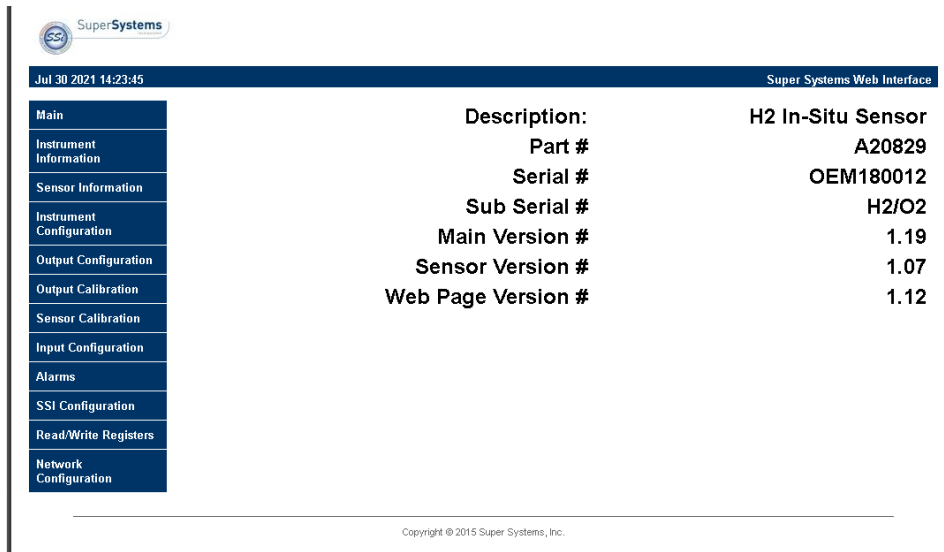 SSi SuperSystems
Jul 30 2021 14:23:45 Super Systems Web Interface
Main
Instrument
Information
Sensor Information
Instrument
Configuration
Output Configuration
Output Calibration
Sensor Calibration
Input Configuration
Alarms
SSI Configuration
Read/Write Registers
Network
Configuration
Description: H2 In-Situ Sensor
Part # A20829
Serial # OEM180012
Sub Serial # H2/O2
Main Version # 1.19
Sensor Version # 1.07
Web Page Version # 1.12
Copyright © 2015 Super Systems, Inc.